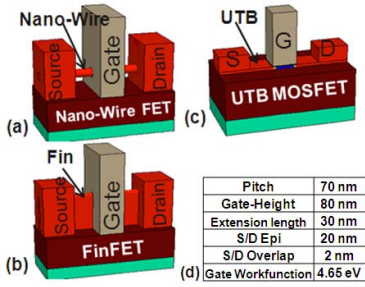 Nano-Wire
Source
Gate
Drain
Nano-Wire FET
(a)
UTB
S
G
D
UTB MOSFET
(c)
Fin
Source
Gate
Drain
FinFET
(b)
(d)
Pitch 70 nm
Gate-Height 80 nm
Extension length 30 nm
S/D Epi 20 nm
S/D Overlap 2 nm
Gate Workfunction 4.65 eV